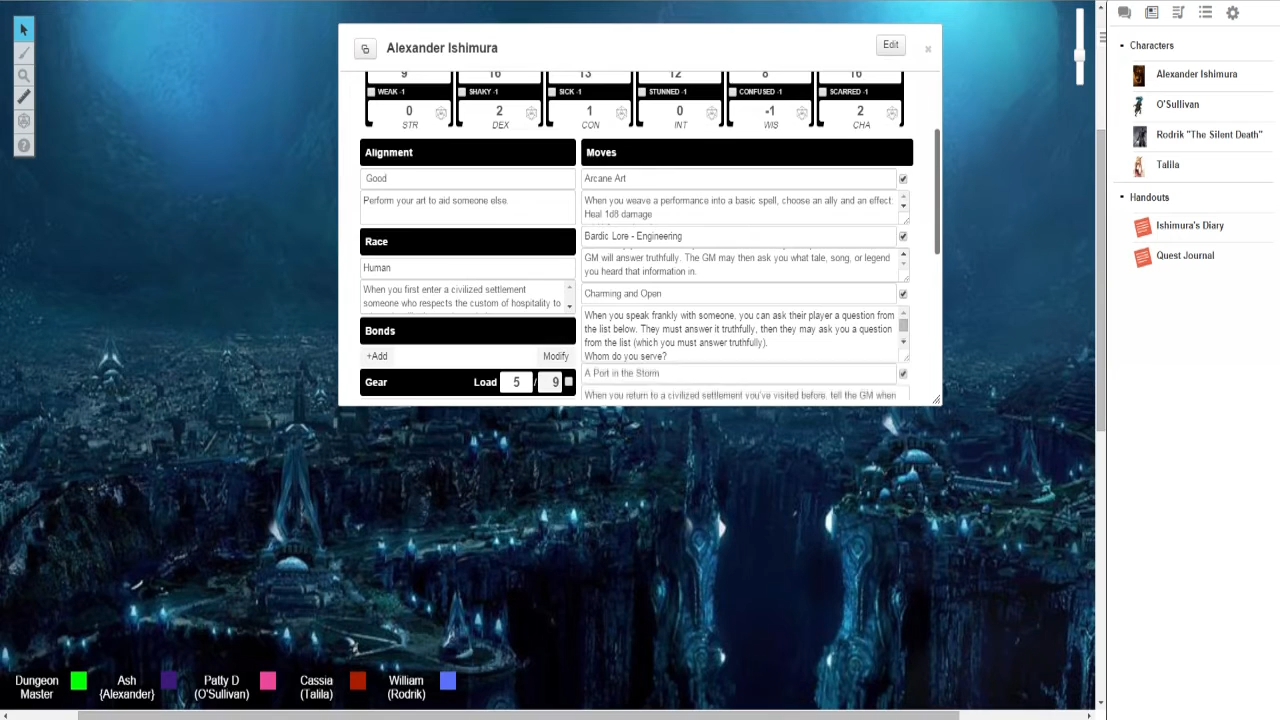 Alexander Ishimura
Edit
9 16 13 12 8 16
WEAK -1 SHAKY -1 SICK -1 STUNNED -1 CONFUSED -1 SCARRED -1
0 2 1 0 -1 2
STR DEX CON INT WIS CHA
Alignment
Good
Perform your art to aid someone else.
Race
Human
When you first enter a civilized settlement
someone who respects the custom of hospitality to
Bonds
+Add Modify
Gear Load 5 / 9
Moves
Arcane Art
When you weave a performance into a basic spell, choose an ally and an effect:
Heal 1d8 damage
Bardic Lore - Engineering
GM will answer truthfully. The GM may then ask you what tale, song, or legend
you heard that information in.
Charming and Open
When you speak frankly with someone, you can ask their player a question from
the list below. They must answer it truthfully, then they may ask you a question
from the list (which you must answer truthfully).
Whom do you serve?
A Port in the Storm
When you return to a civilized settlement you've visited before, tell the GM when
Characters
Alexander Ishimura
O'Sullivan
Rodrik "The Silent Death"
Talila
Handouts
Ishimura's Diary
Quest Journal
Dungeon
Master
Ash
{Alexander}
Patty D
(O'Sullivan)
Cassia
(Talila)
William
(Rodrik)